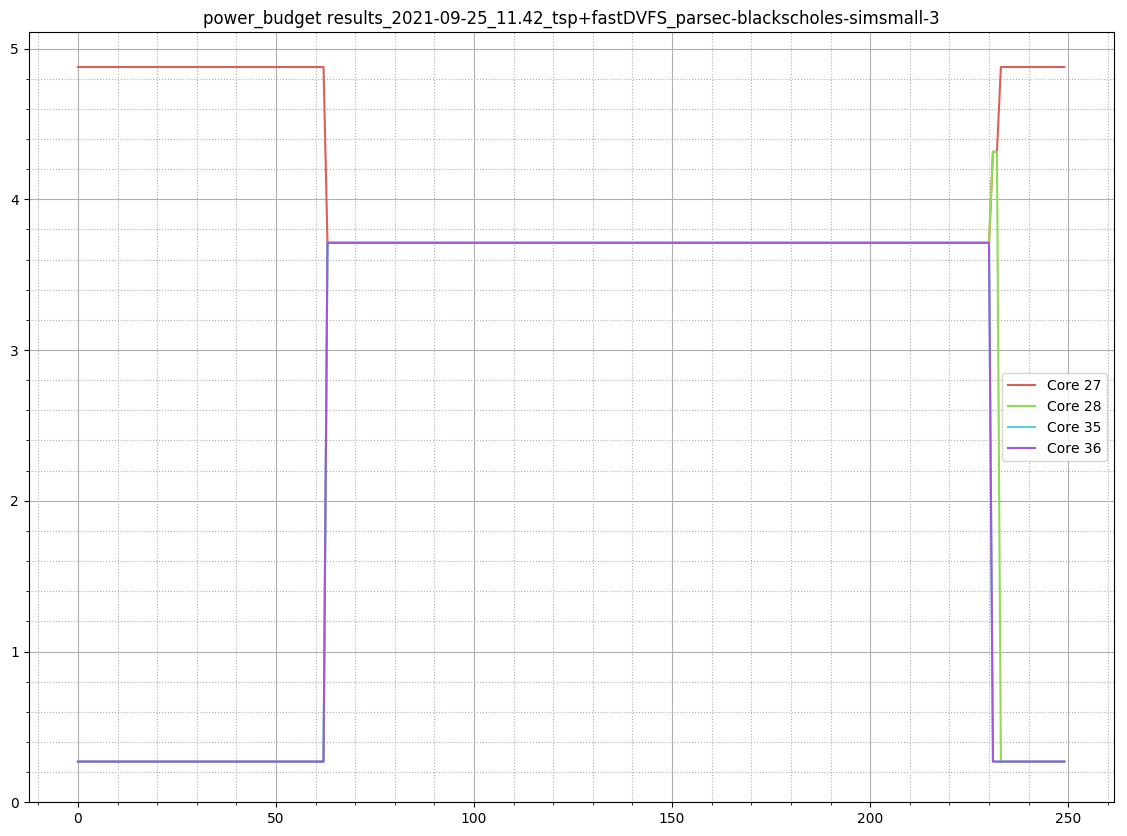 power_budget results_2021-09-25_11.42_tsp+fastDVFS_parsec-blackscholes-simsmall-3
5
4
3
2
1
0
Core 27
Core 28
Core 35
Core 36
0 50 100 150 200 250